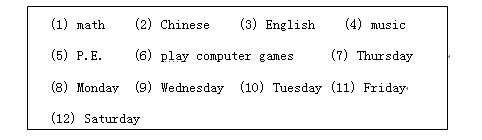 (1) math (2) Chinese (3) English (4) music
(5) P.E. (6) play computer games (7) Thursday
(8) Monday (9) Wednesday (10) Tuesday (11) Friday
(12) Saturday